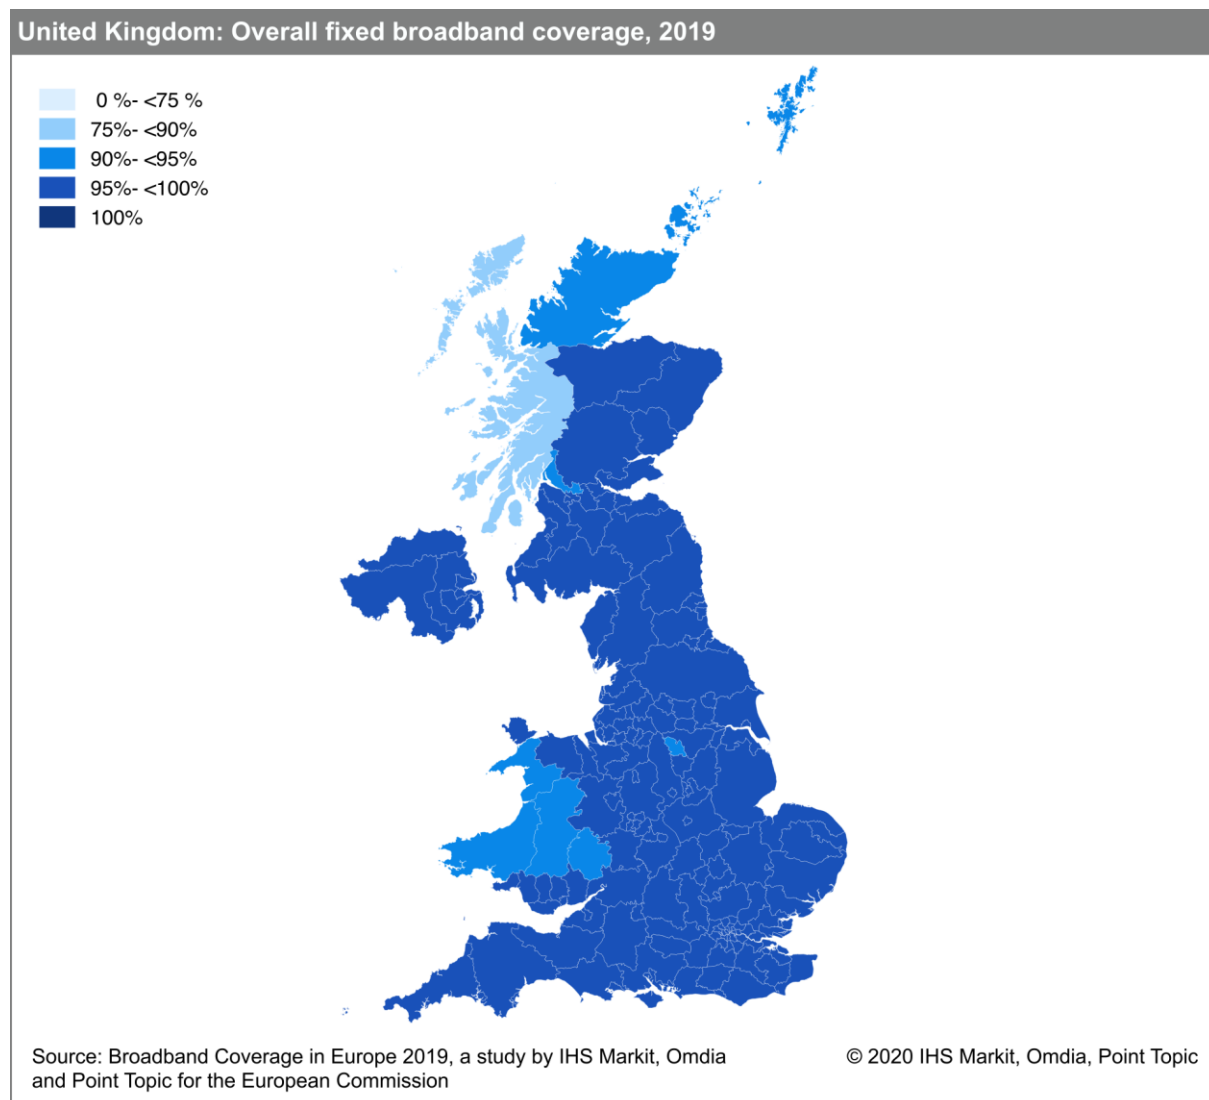 United Kingdom: Overall fixed broadband coverage, 2019
0 %- <75 %
75%- <90%
90%- <95%
95%- <100%
100%
Source: Broadband Coverage in Europe 2019, a study by IHS Markit, Omdia
and Point Topic for the European Commission
© 2020 IHS Markit, Omdia, Point Topic